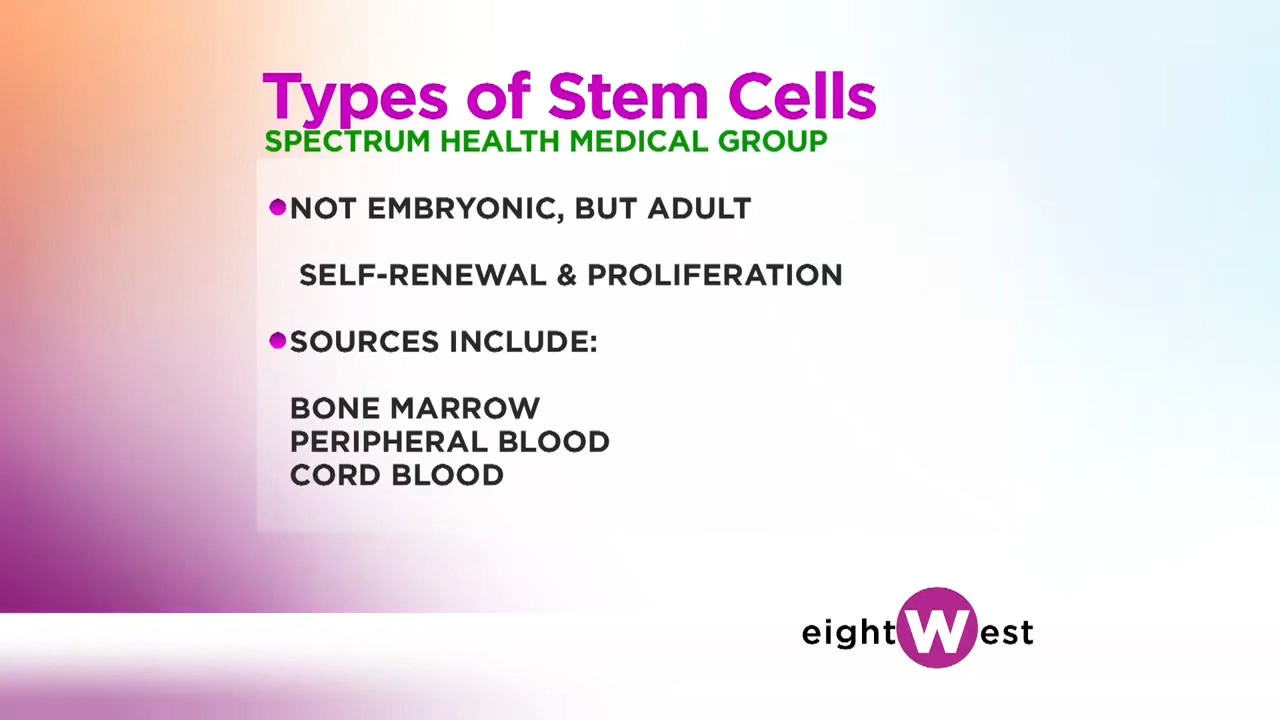 Types of Stem Cells
SPECTRUM HEALTH MEDICAL GROUP
NOT EMBRYONIC, BUT ADULT
SELF-RENEWAL & PROLIFERATION
SOURCES INCLUDE:
BONE MARROW
PERIPHERAL BLOOD
CORD BLOOD
eightWest